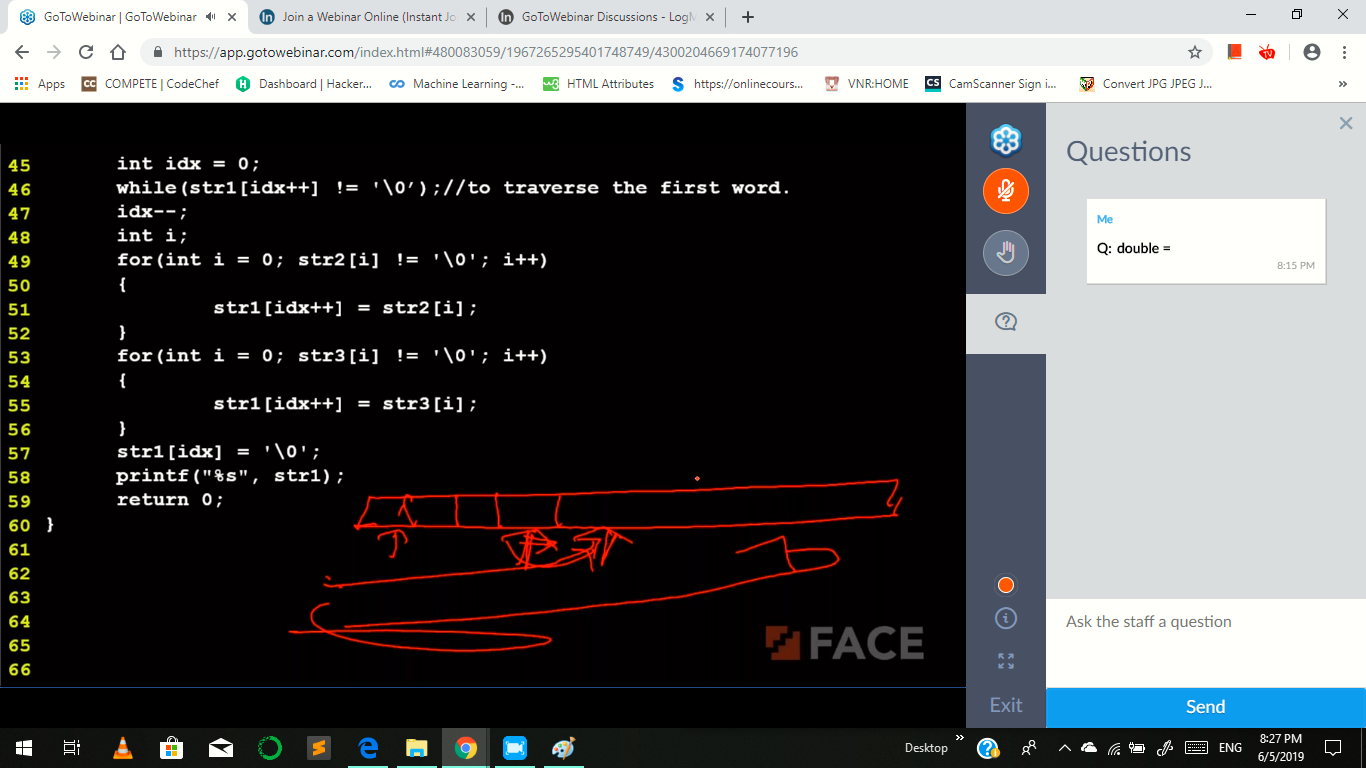 GoToWebinar | GoToWebinar
Join a Webinar Online (Instant Jo
GoToWebinar Discussions - LogM
https://app.gotowebinar.com/index.html#480083059/1967265295401748749/4300204669174077196
Apps
COMPETE | CodeChef
Dashboard | Hacker...
Machine Learning -...
HTML Attributes
https://onlinecours...
VNR:HOME
CamScanner Sign i...
Convert JPG JPEG J...
45 int idx = 0;
46 while(str1[idx++] != '\0’);//to traverse the first word.
47 idx--;
48 int i;
49 for(int i = 0; str2[i] != '\0'; i++)
50 {
51 str1[idx++] = str2[i];
52 }
53 for(int i = 0; str3[i] != '\0'; i++)
54 {
55 str1[idx++] = str3[i];
56 }
57 str1[idx] = '\0';
58 printf("%s", str1);
59 return 0;
60 }
61
62
63
64
65
66
FACE
Exit
Questions
Me
Q: double =
8:15 PM
Ask the staff a question
Send
Desktop
ENG
8:27 PM
6/5/2019